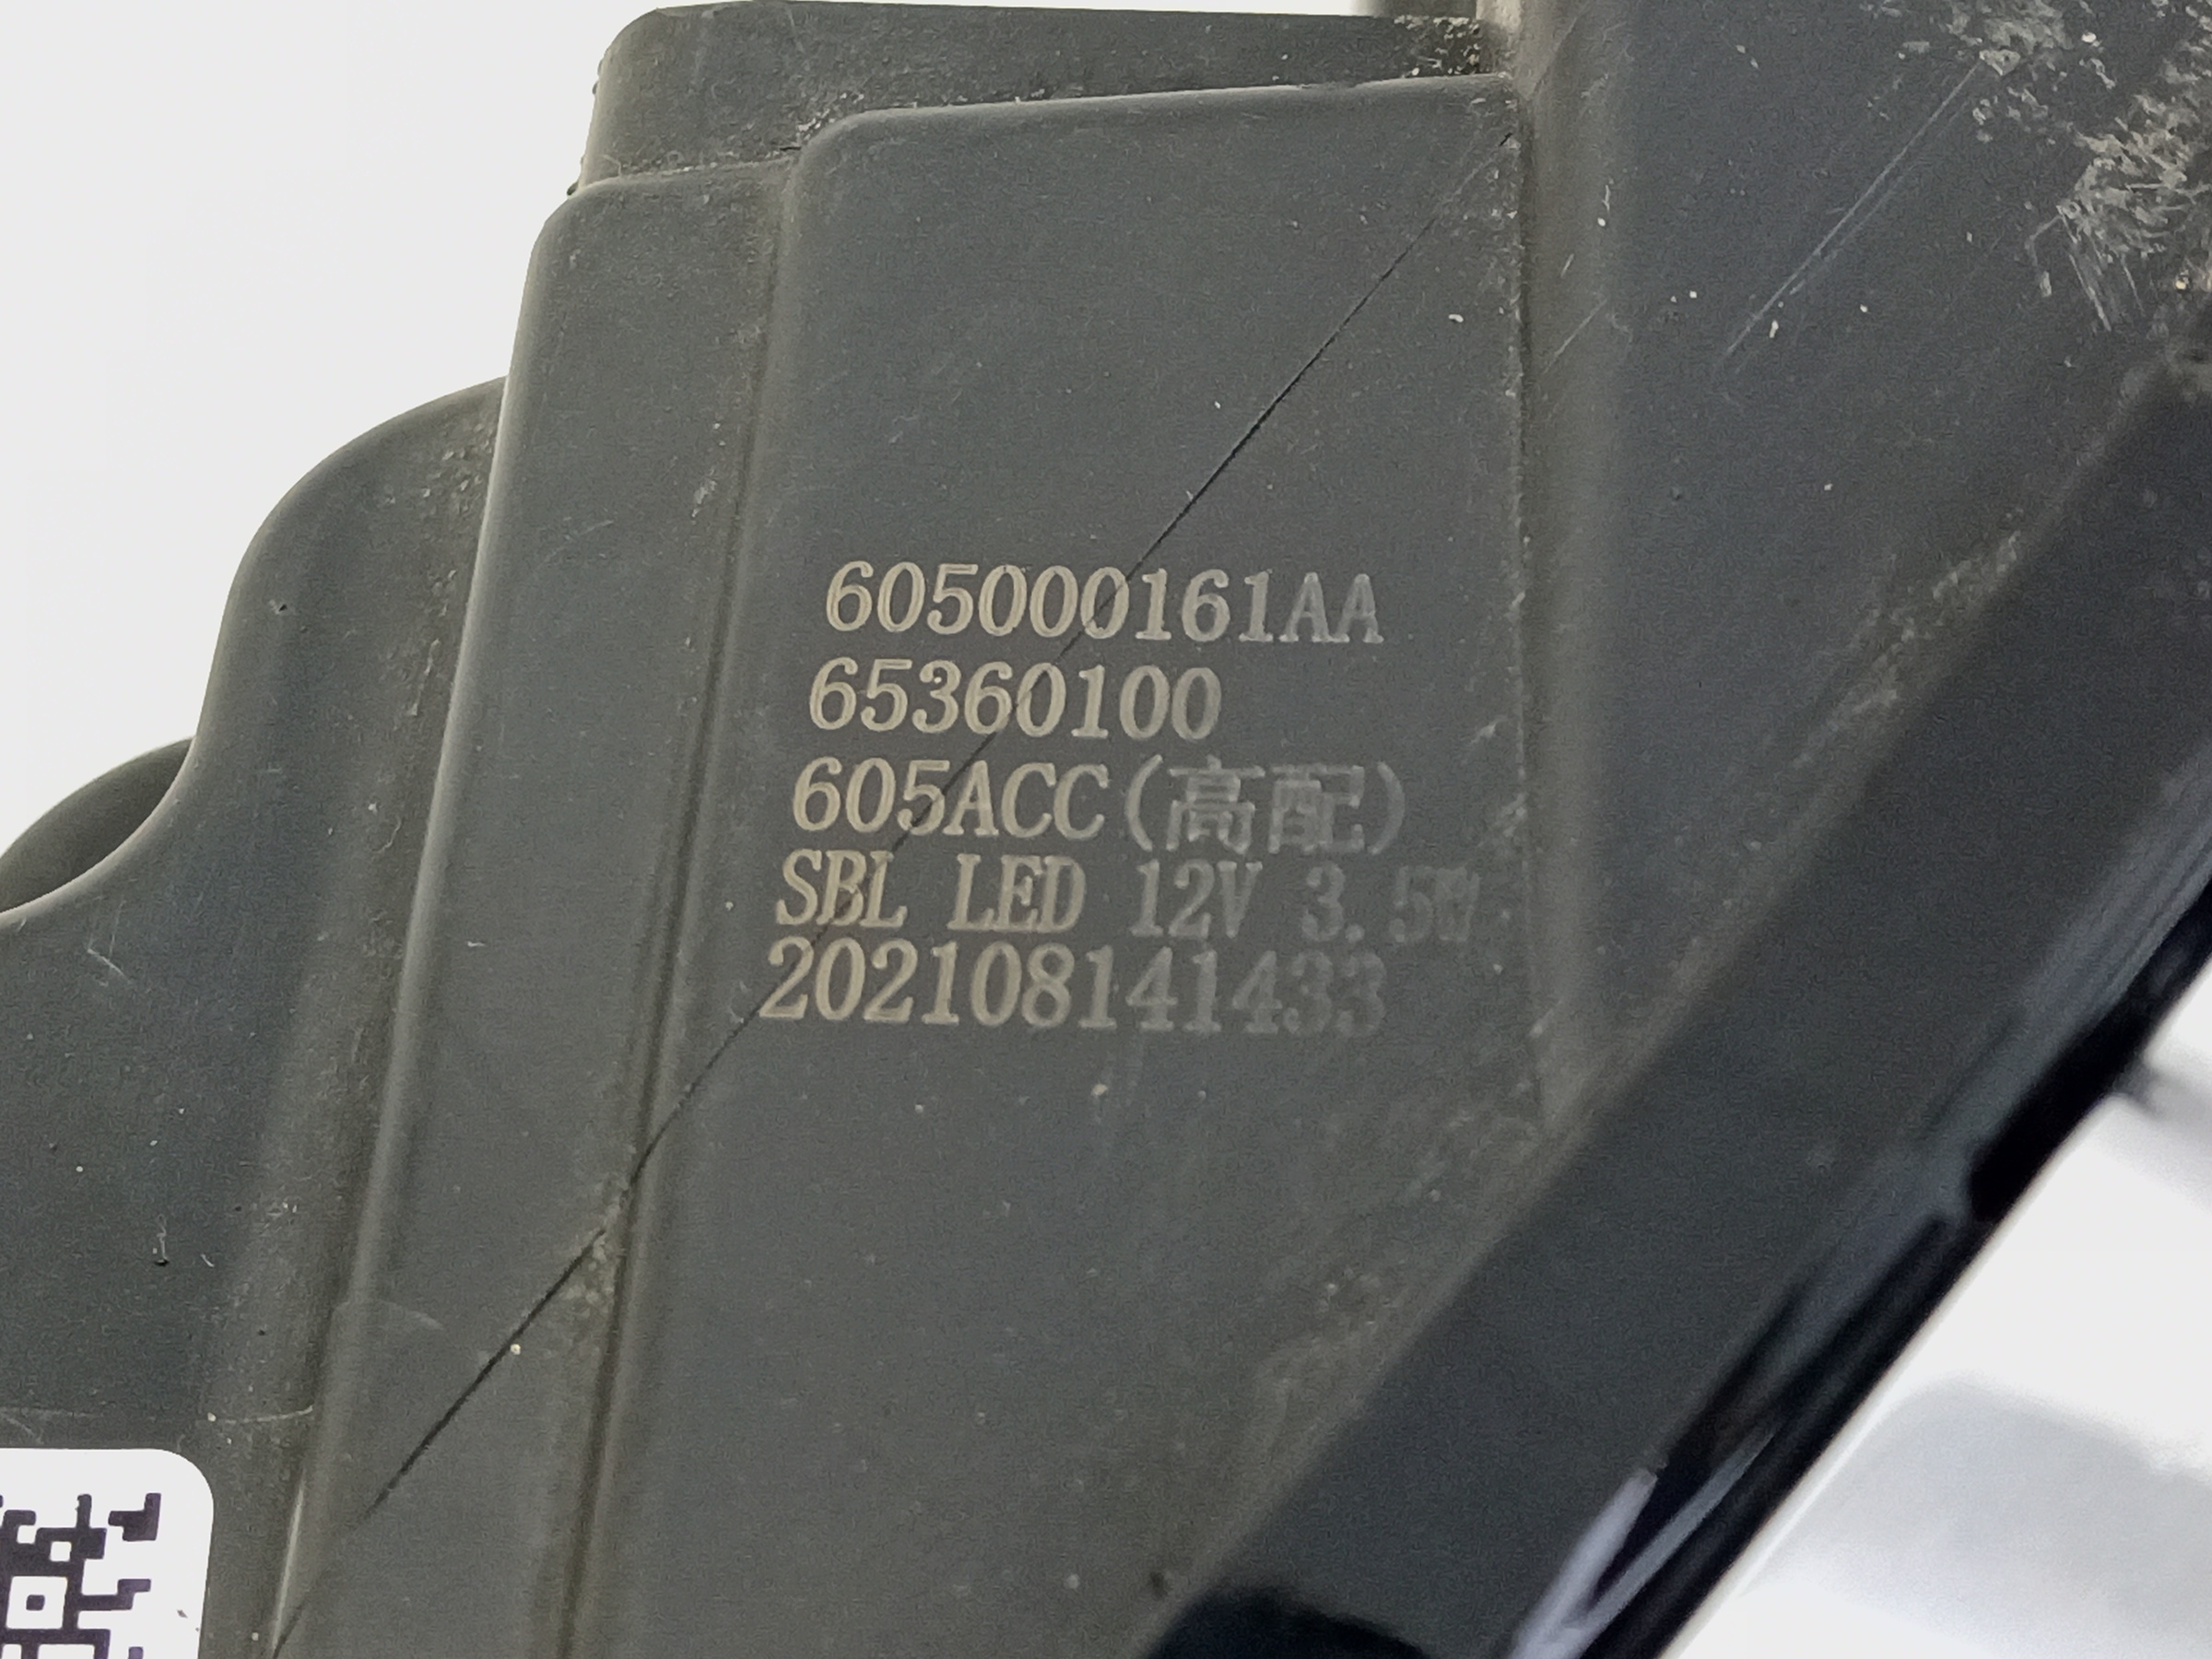 605000161AA
65360100
605ACC(高配)
SBL LED 12V 3.5W
202108141433